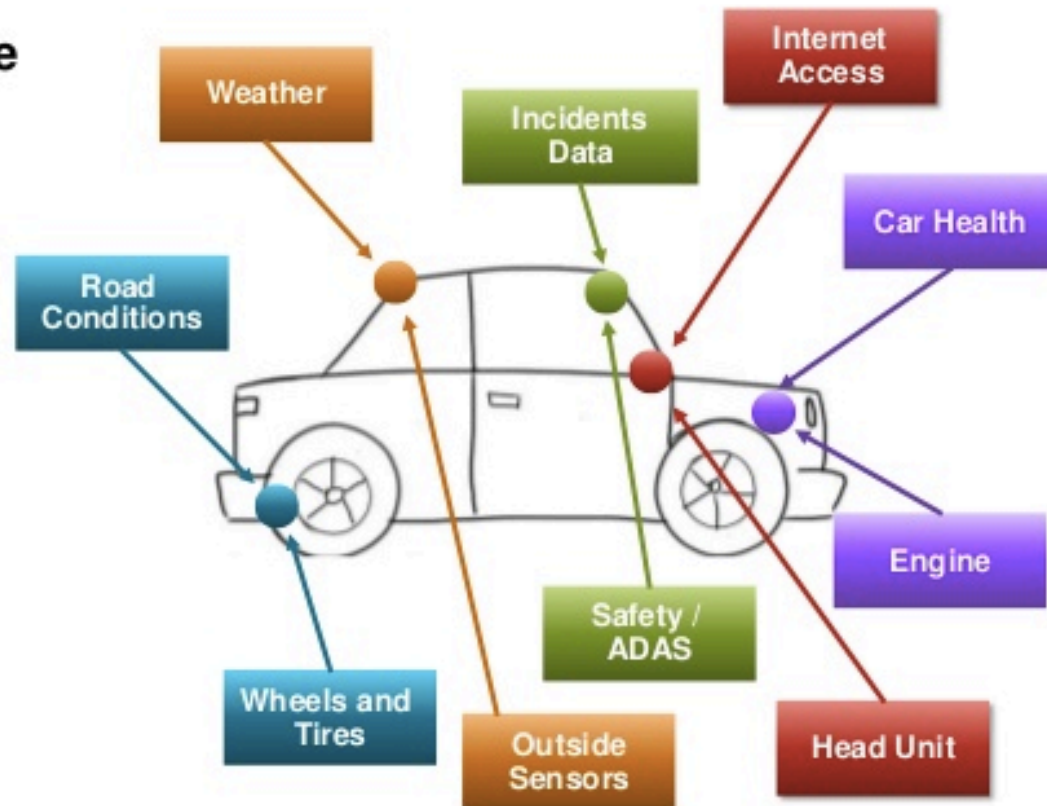 e
Internet
Access
Weather
Incidents
Data
Car Health
Road
Conditions
Engine
Safety /
ADAS
Wheels and
Tires
Outside
Sensors
Head Unit